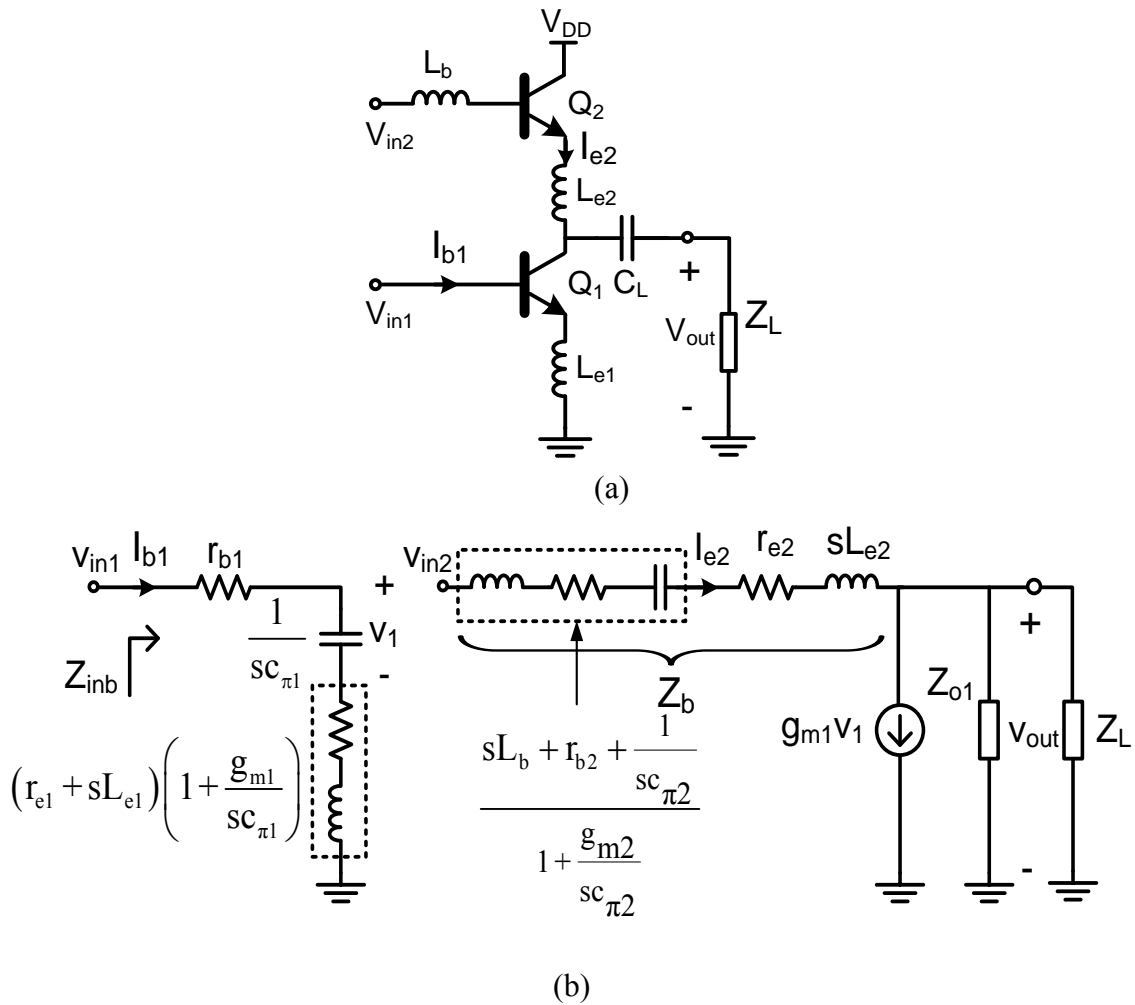 V_DD
L_b
Q_2
V_in2
I_e2
L_e2
I_b1
Q_1
C_L
+
Z_L
V_in1
V_out
L_e1
-
(a)
v_in1
I_b1
r_b1
+
v_in2
I_e2
r_e2
sL_e2
1
sc_π1
v_1
+
Z_inb
-
Z_b
Z_o1
g_m1v_1
v_out
Z_L
(r_e1 + sL_e1)(1 + g_m1/sc_π1)
sL_b + r_b2 + 1/sc_π2
1 + g_m2/sc_π2
-
(b)